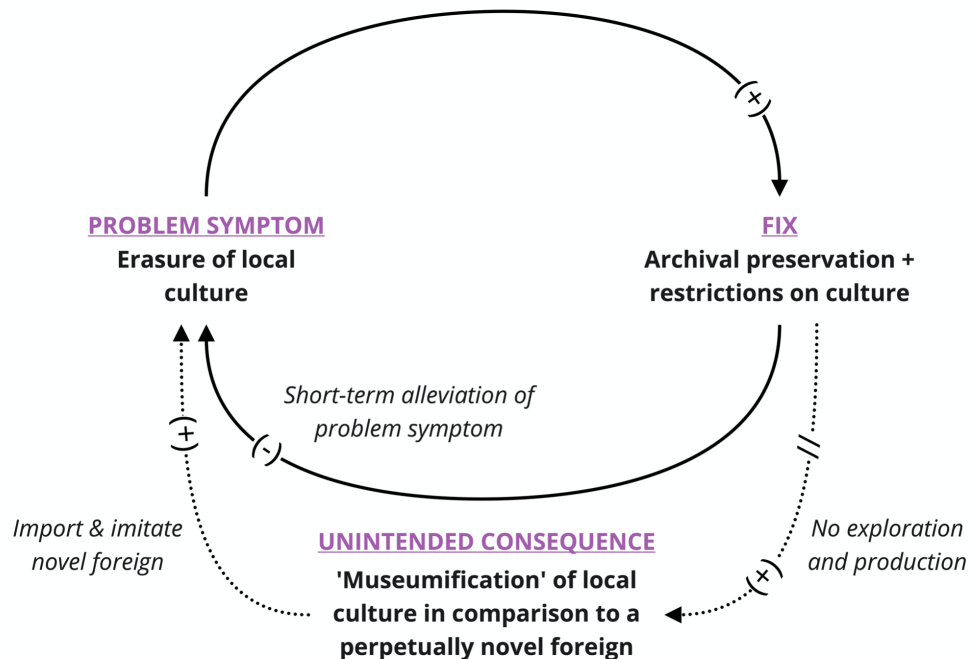 (+)
PROBLEM SYMPTOM
Erasure of local
culture
FIX
Archival preservation +
restrictions on culture
Short-term alleviation of
problem symptom
(+)
(-)
//
Import & imitate
novel foreign
No exploration
and production
(+)
UNINTENDED CONSEQUENCE
'Museumification' of local
culture in comparison to a
perpetually novel foreign